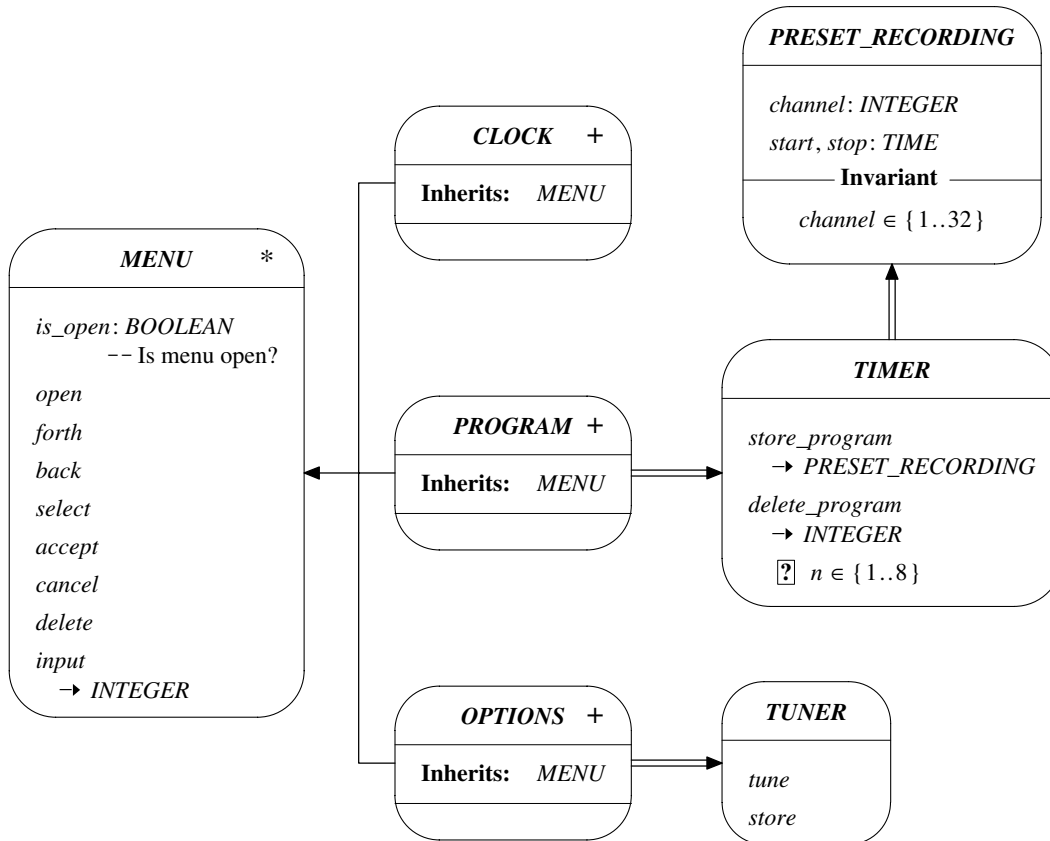 PRESET_RECORDING
channel: INTEGER
start, stop: TIME
Invariant
channel ∈ {1..32}
CLOCK +
Inherits: MENU
MENU *
is_open: BOOLEAN
-- Is menu open?
open
forth
back
select
accept
cancel
delete
input
→ INTEGER
PROGRAM +
Inherits: MENU
TIMER
store_program
→ PRESET_RECORDING
delete_program
→ INTEGER
? n ∈ {1..8}
OPTIONS +
Inherits: MENU
TUNER
tune
store